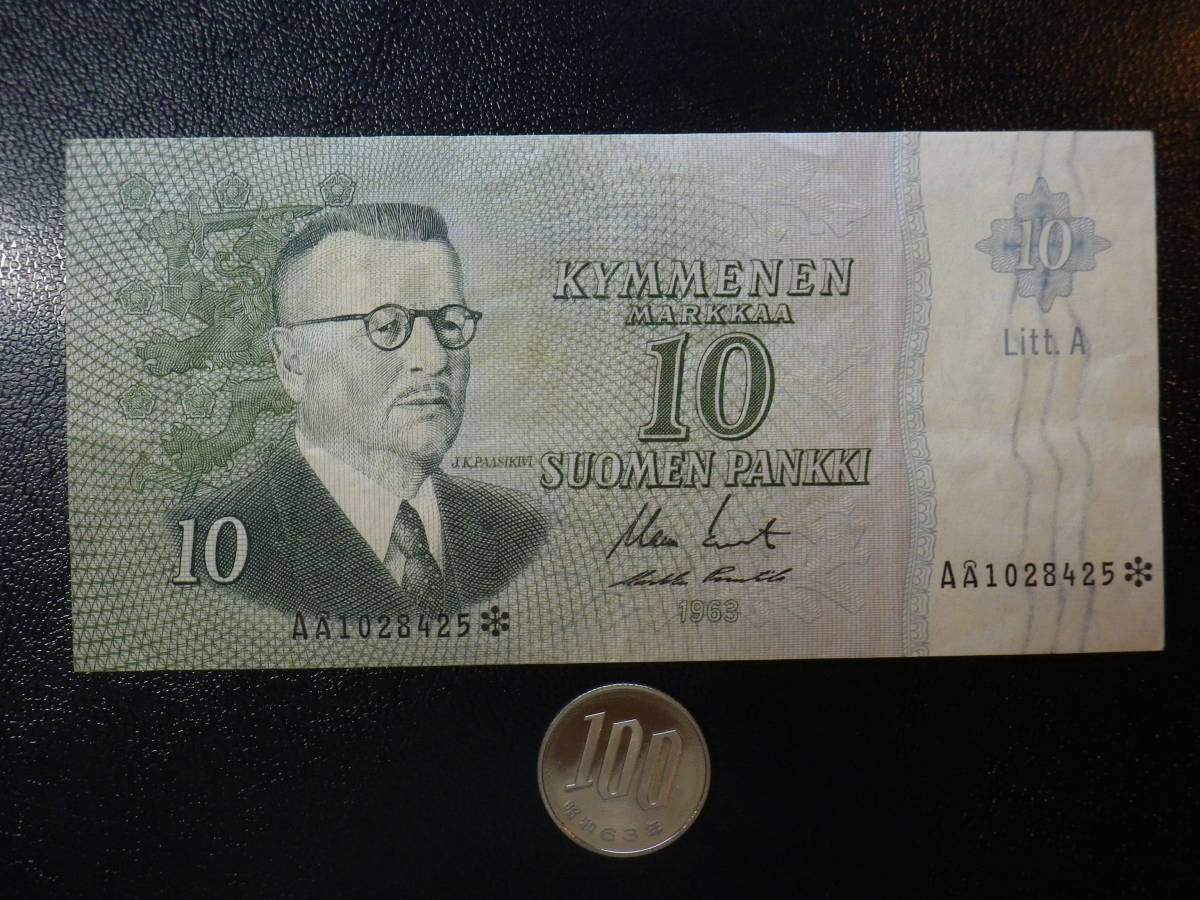 10
Litt. A
KYMMENEN
MARKKAA
10
SUOMEN PANKKI
J.K.PAASIKIVI
10
1963
AÂ1028425*
AÂ1028425*
100
昭和63年